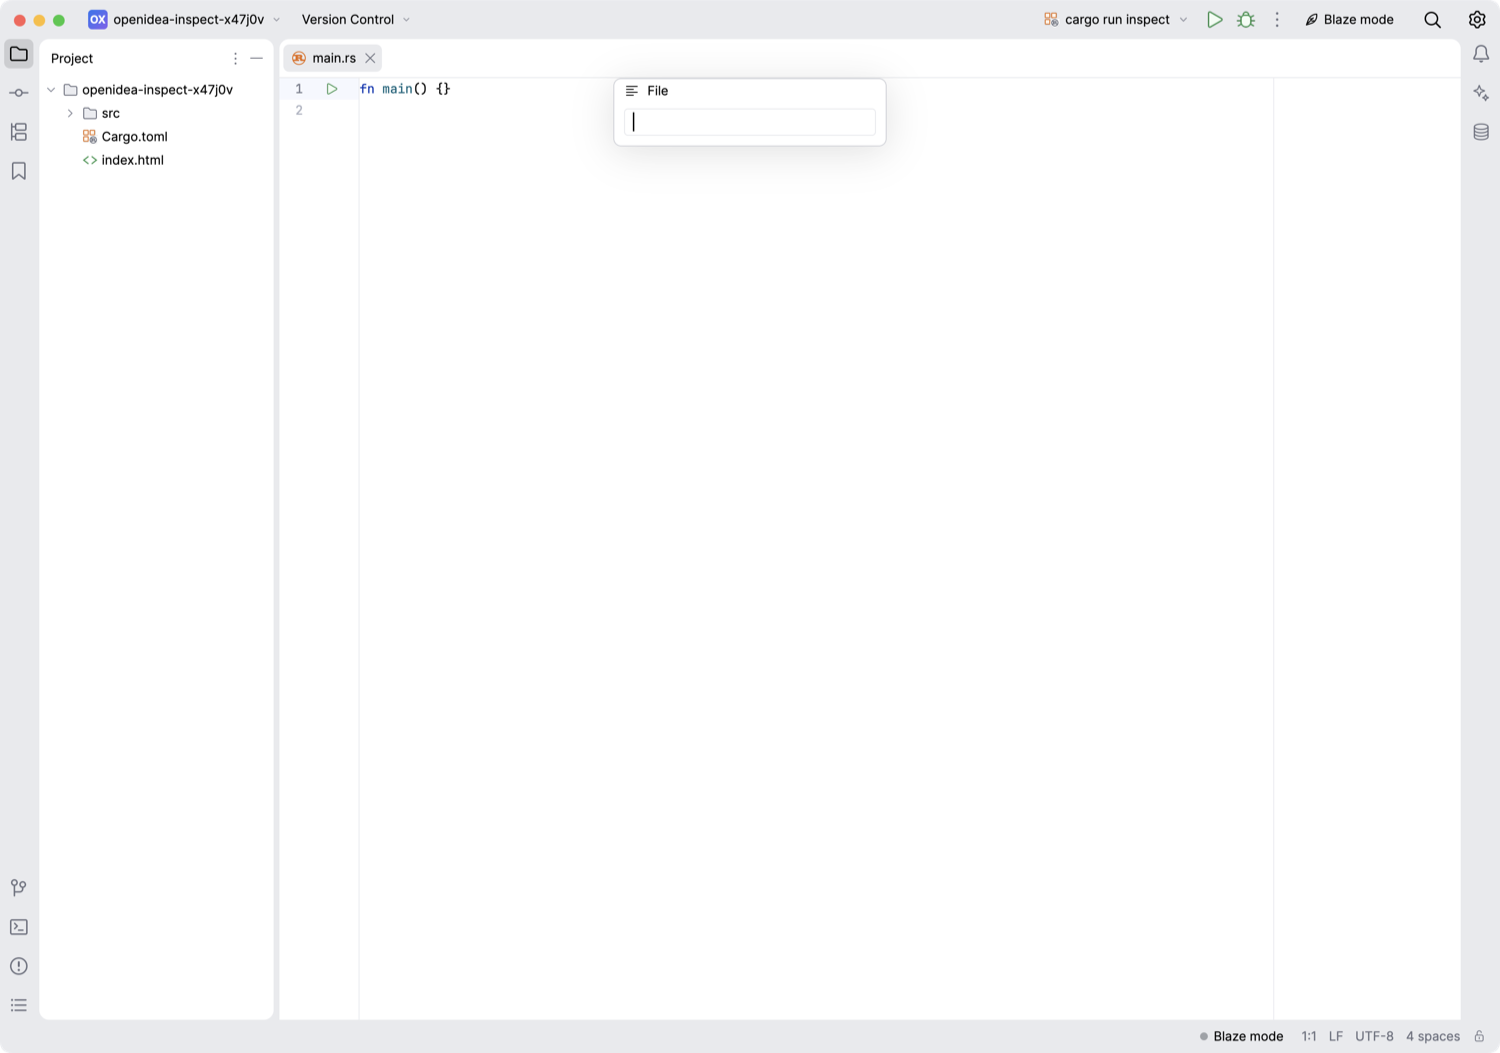 OX openidea-inspect-x47j0v Version Control cargo run inspect Blaze mode
Project
main.rs
openidea-inspect-x47j0v
src
Cargo.toml
index.html
1 fn main() {}
2
File
Blaze mode 1:1 LF UTF-8 4 spaces